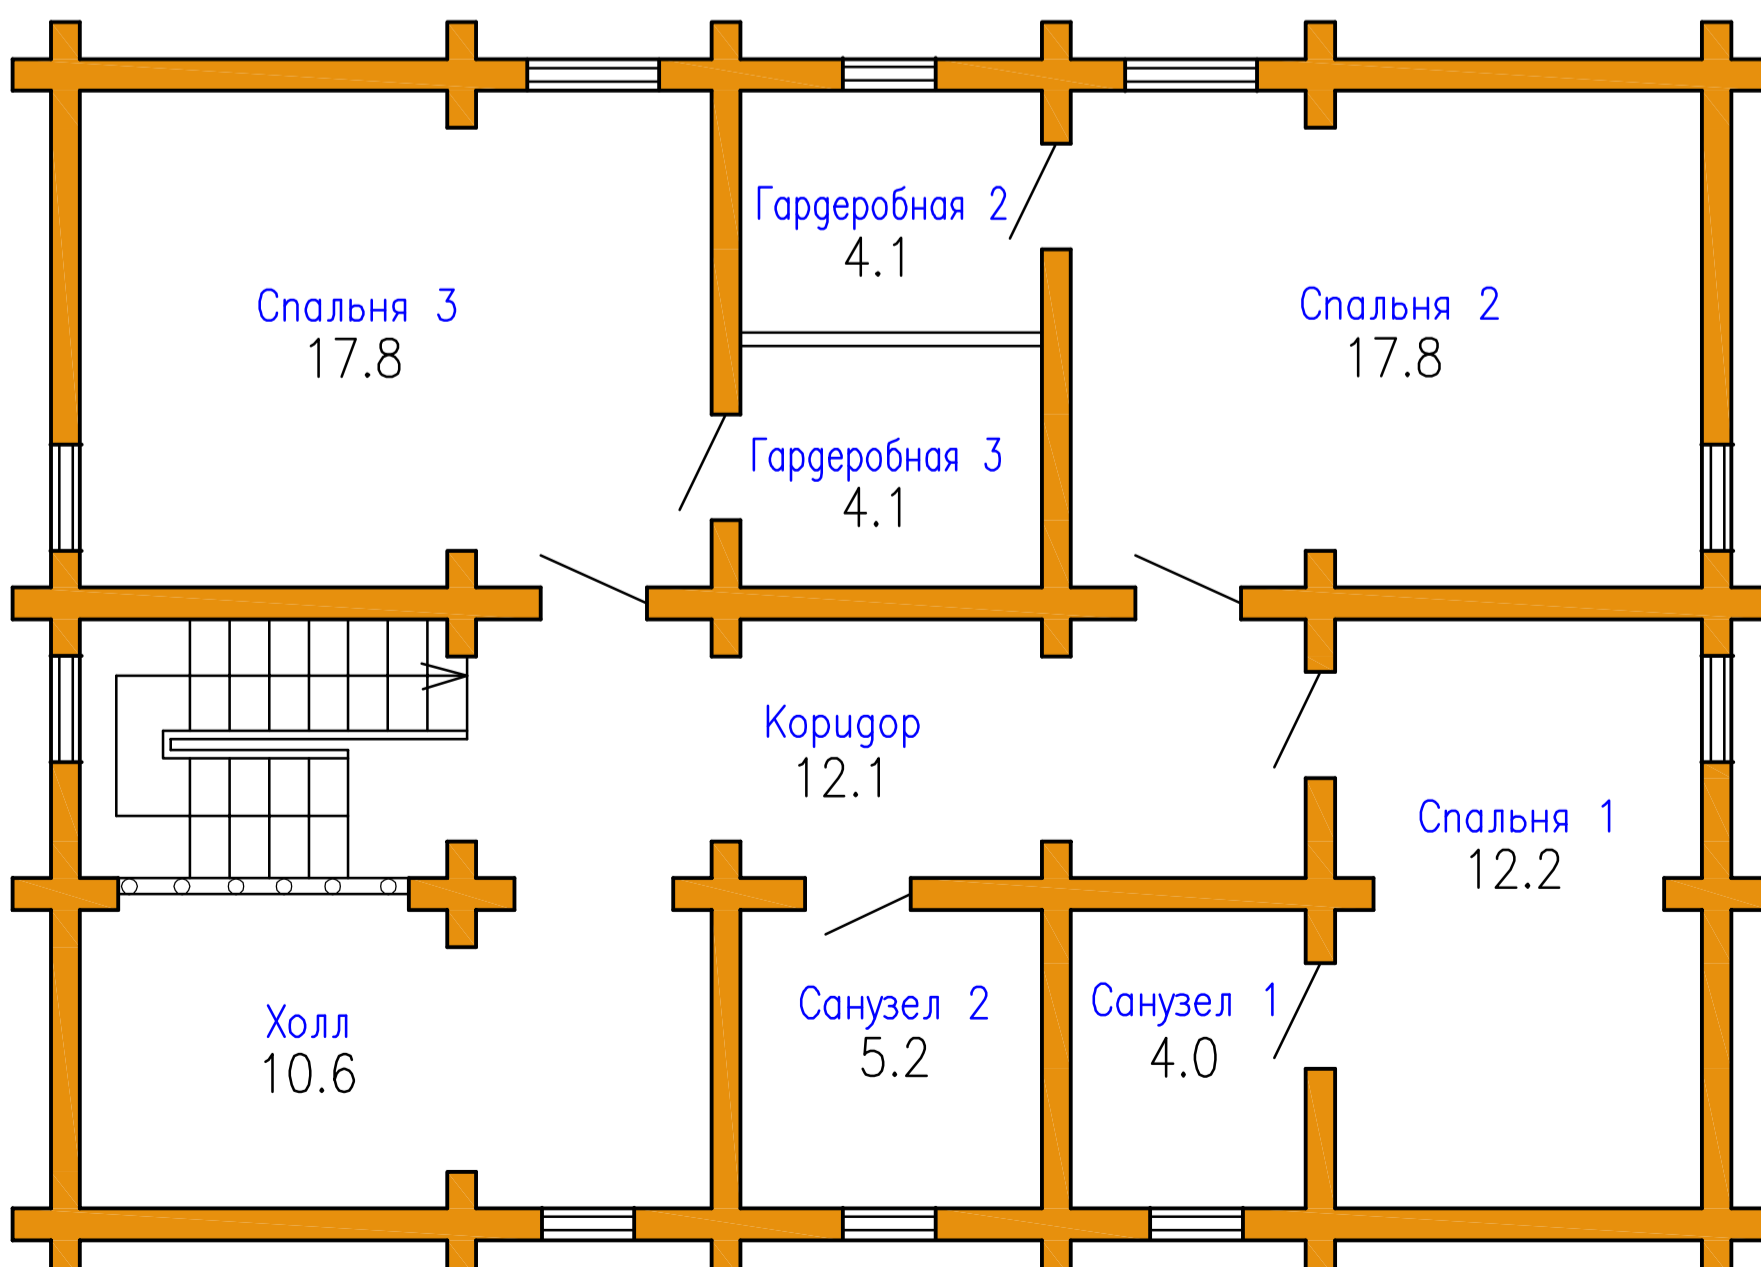 Гардеробная 2
4.1
Спальня 3
17.8
Спальня 2
17.8
Гардеробная 3
4.1
Коридор
12.1
Спальня 1
12.2
Холл
10.6
Санузел 2
5.2
Санузел 1
4.0